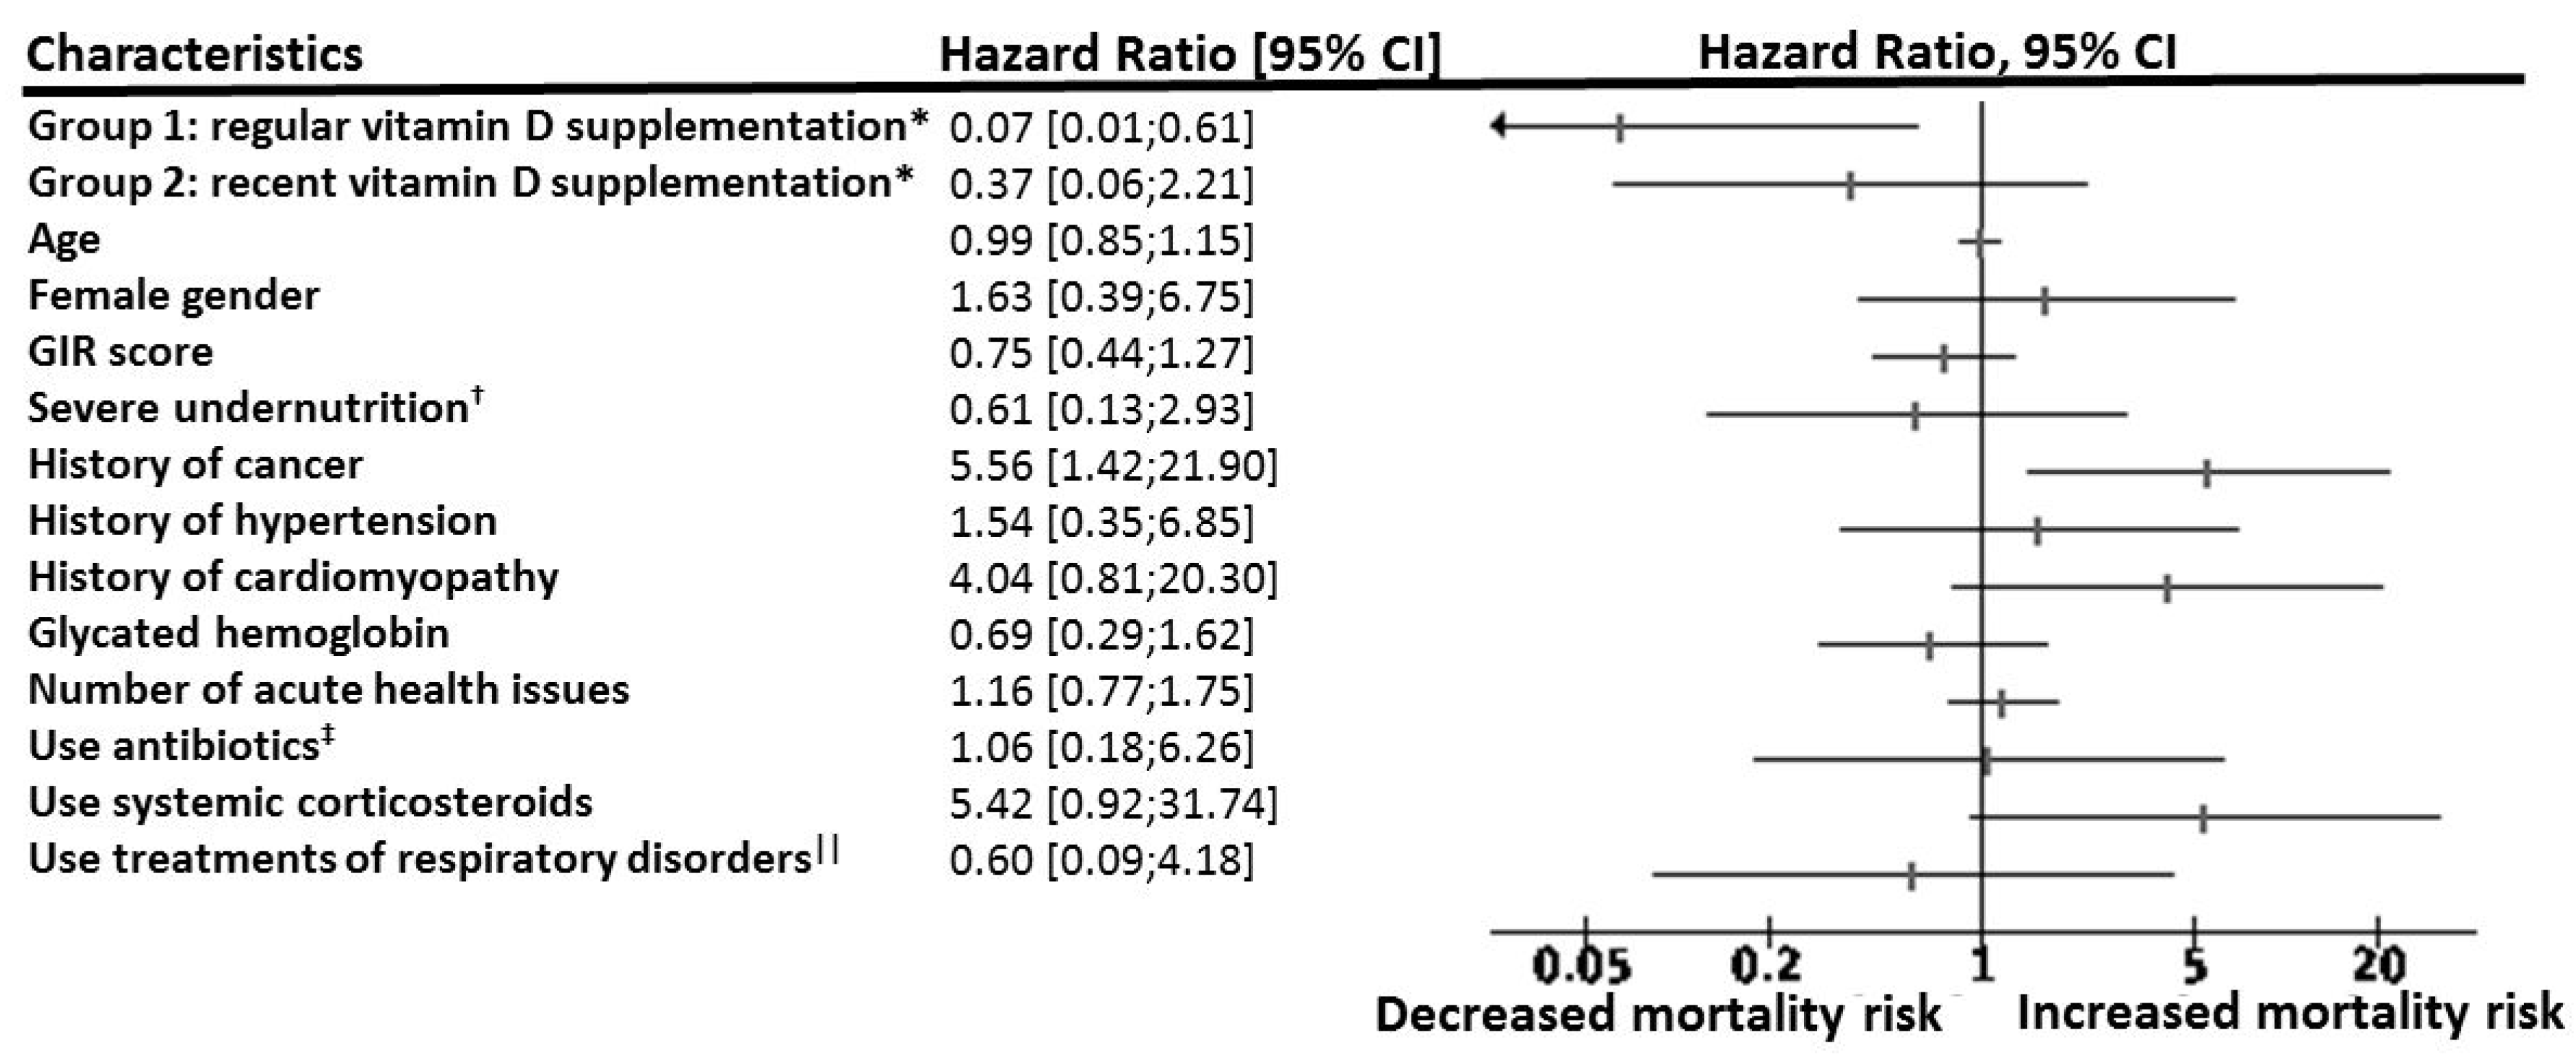 Characteristics Hazard Ratio [95% CI] Hazard Ratio, 95% CI
Group 1: regular vitamin D supplementation* 0.07 [0.01;0.61]
Group 2: recent vitamin D supplementation* 0.37 [0.06;2.21]
Age 0.99 [0.85;1.15]
Female gender 1.63 [0.39;6.75]
GIR score 0.75 [0.44;1.27]
Severe undernutrition† 0.61 [0.13;2.93]
History of cancer 5.56 [1.42;21.90]
History of hypertension 1.54 [0.35;6.85]
History of cardiomyopathy 4.04 [0.81;20.30]
Glycated hemoglobin 0.69 [0.29;1.62]
Number of acute health issues 1.16 [0.77;1.75]
Use antibiotics‡ 1.06 [0.18;6.26]
Use systemic corticosteroids 5.42 [0.92;31.74]
Use treatments of respiratory disorders|| 0.60 [0.09;4.18]
0.05 0.2 1 5 20
Decreased mortality risk Increased mortality risk